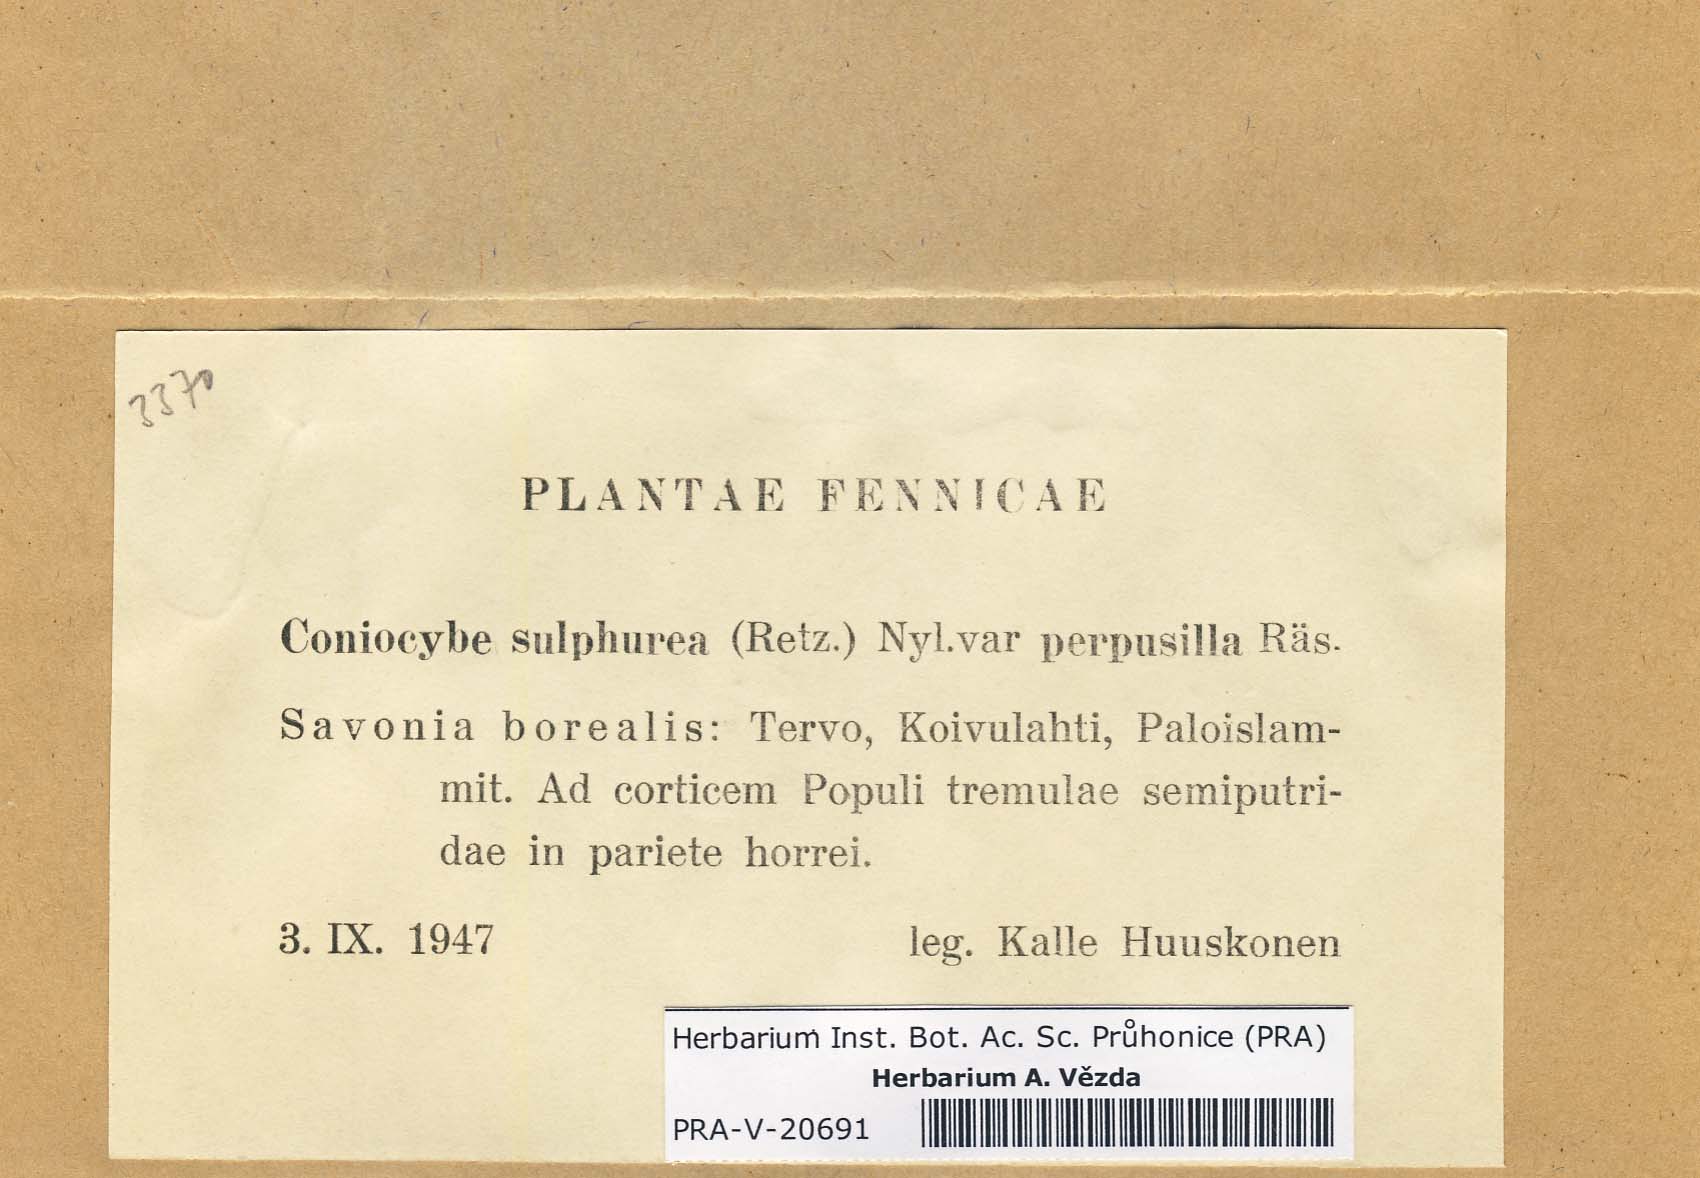 3370
PLANTAE FENNICAE
Coniocybe sulphurea (Retz.) Nyl.var perpusilla Räs.
Savonia borealis: Tervo, Koivulahti, Paloislam-
mit. Ad corticem Populi tremulae semiputri-
dae in pariete horrei.
3. IX. 1947 leg. Kalle Huuskonen
Herbarium Inst. Bot. Ac. Sc. Průhonice (PRA)
Herbarium A. Vězda
PRA-V-20691